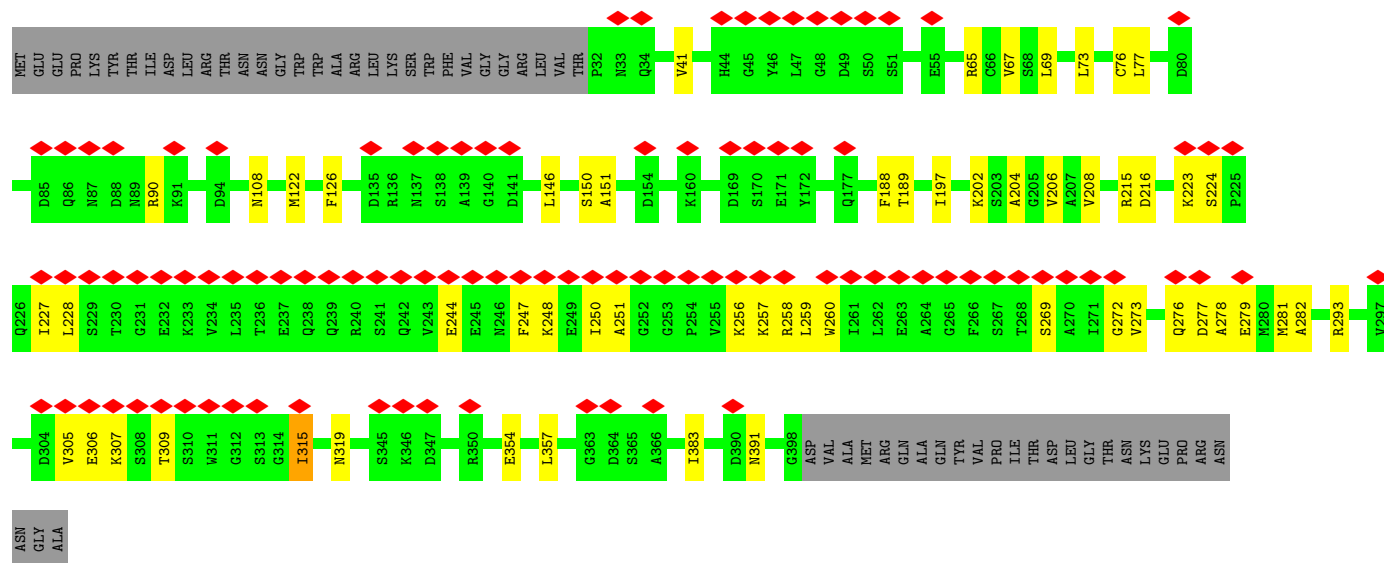 MET GLU GLU PRO LYS TYR THR ILE ASP LEU ARG THR ASN ASN GLY TRP TRP ALA ARG LEU LYS SER TRP PHE VAL GLY GLY ARG LEU VAL THR P32 N33 Q34 V41 H44 G45 Y46 L47 G48 D49 S50 S51 E55 R65 C66 V67 S68 L69 L73 C76 L77 D80
D85 Q86 N87 D88 N89 R90 K91 D94 N108 M122 F126 D135 R136 N137 S138 A139 G140 D141 L146 S150 A151 D154 K160 D169 S170 E171 Y172 Q177 F188 T189 I197 K202 S203 A204 G205 V206 A207 V208 R215 D216 K223 S224 P225
Q226 I227 L228 S229 T230 G231 E232 K233 V234 L235 T236 E237 Q238 Q239 R240 S241 Q242 V243 E244 E245 N246 F247 K248 E249 I250 A251 G252 G253 P254 V255 K256 K257 R258 L259 W260 I261 L262 E263 A264 G265 F266 S267 T268 S269 A270 I271 G272 V273 Q276 D277 A278 E279 M280 M281 A282 R293 V297
D304 V305 E306 K307 S308 T309 S310 W311 G312 S313 G314 I315 N319 S345 K346 D347 R350 E354 L357 G363 D364 S365 A366 I383 D390 N391 G398 ASP VAL ALA MET ARG GLN ALA GLN TYR VAL PRO ILE THR ASP LEU GLY THR ASN LYS GLU PRO ARG ASN
ASN GLY ALA